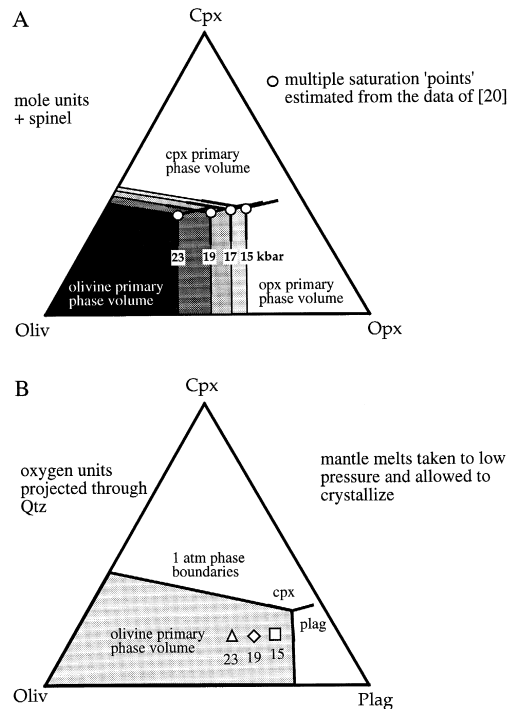 A
Cpx
mole units
+ spinel
multiple saturation 'points'
estimated from the data of [20]
cpx primary
phase volume
23 19 17 15 kbar
olivine primary
phase volume
opx primary
phase volume
Oliv
Opx
B
Cpx
oxygen units
projected through
Qtz
mantle melts taken to low
pressure and allowed to
crystallize
1 atm phase
boundaries
cpx
plag
olivine primary
phase volume
23 19 15
Oliv
Plag